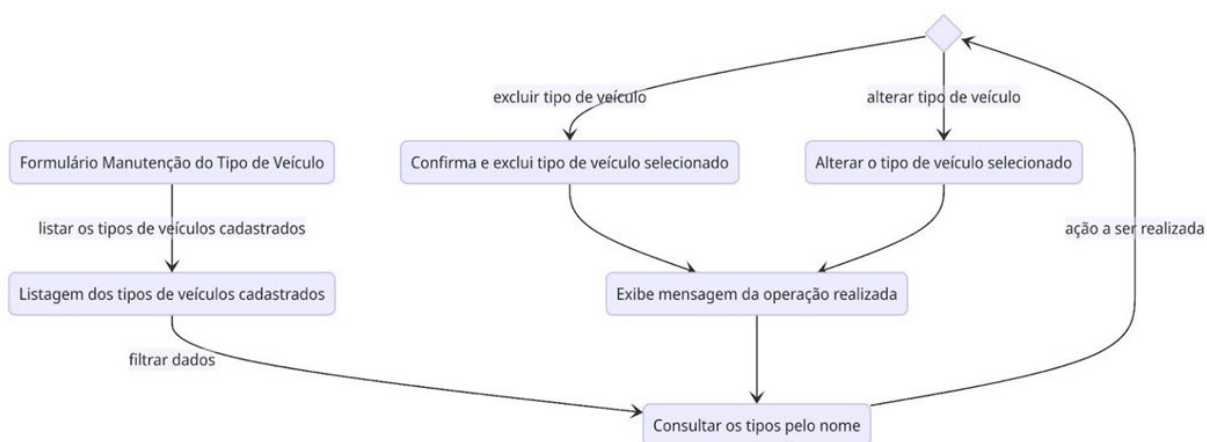 excluir tipo de veículo
alterar tipo de veículo
Formulário Manutenção do Tipo de Veículo
Confirma e exclui tipo de veículo selecionado
Alterar o tipo de veículo selecionado
listar os tipos de veículos cadastrados
ação a ser realizada
Listagem dos tipos de veículos cadastrados
Exibe mensagem da operação realizada
filtrar dados
Consultar os tipos pelo nome